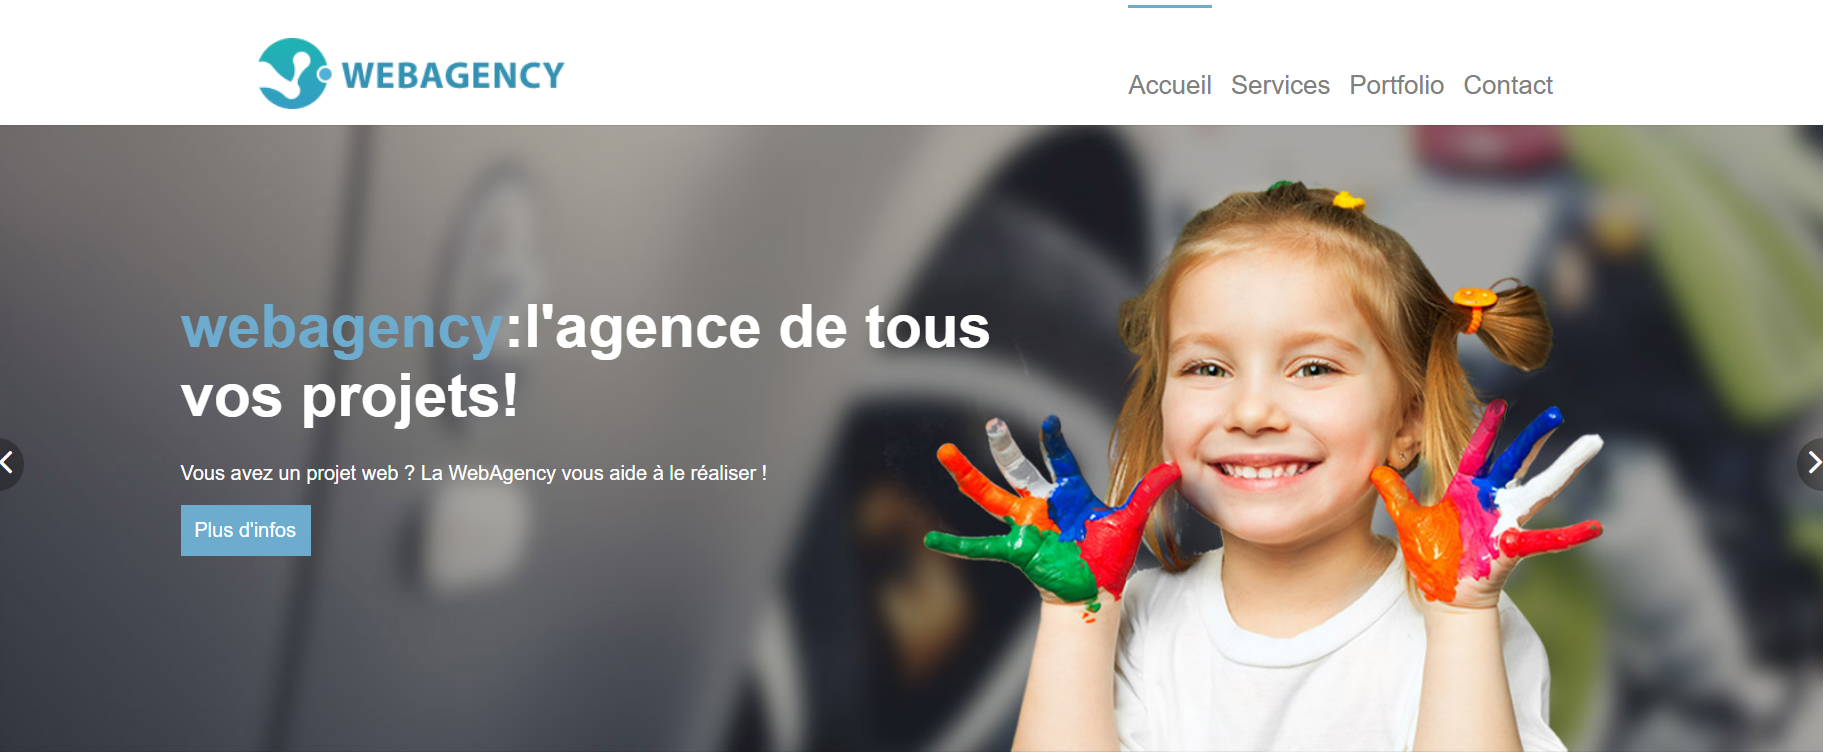 WEBAGENCY
Accueil Services Portfolio Contact
webagency:l'agence de tous
vos projets!
Vous avez un projet web ? La WebAgency vous aide à le réaliser !
Plus d'infos